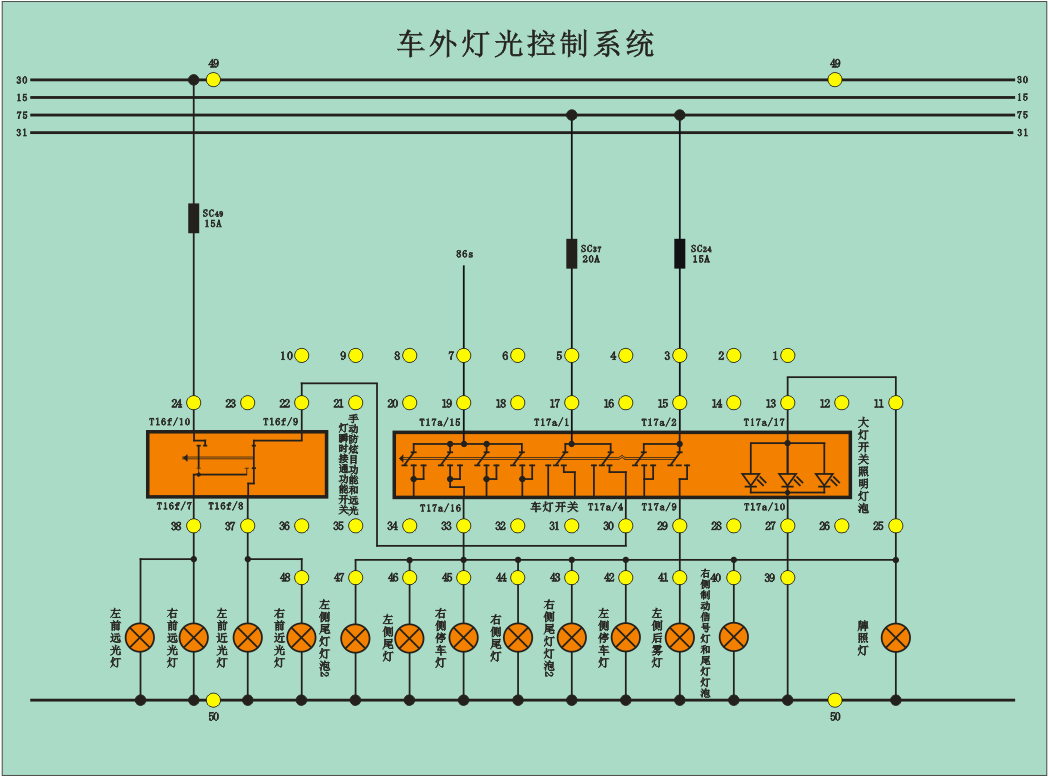 车外灯光控制系统
49 49
30 30
15 15
75 75
31 31
SC49
15A
86s
SC37
20A
SC24
15A
10 9 8 7 6 5 4 3 2 1
24 23 22 21 20 19 18 17 16 15 14 13 12 11
T16f/10 T16f/9 T17a/15 T17a/1 T17a/2 T17a/17
手动防炫目功能和远光
灯瞬时接通功能开关
大灯开关照明灯泡
T16f/7 T16f/8 T17a/16 车灯开关 T17a/4 T17a/9 T17a/10
38 37 36 35 34 33 32 31 30 29 28 27 26 25
48 47 46 45 44 43 42 41 40 39
左前远光灯
右前远光灯
左前近光灯
右前近光灯
左侧尾灯灯泡2
左侧尾灯
右侧停车灯
右侧尾灯
右侧尾灯灯泡2
左侧停车灯
左侧后雾灯
右侧制动信号灯和尾灯灯泡
牌照灯
50 50